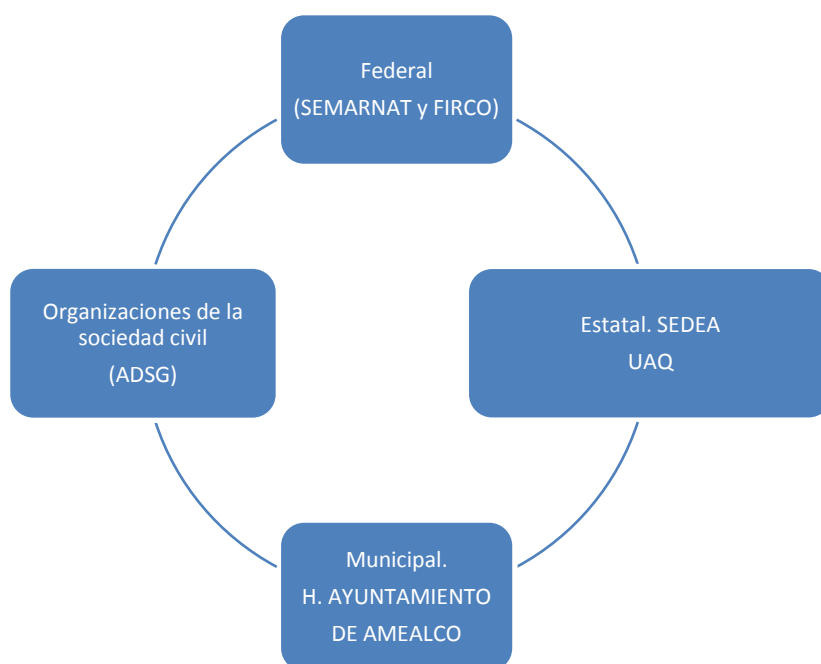 Federal
(SEMARNAT y FIRCO)
Organizaciones de la
sociedad civil
(ADSG)
Estatal. SEDEA
UAQ
Municipal.
H. AYUNTAMIENTO
DE AMEALCO